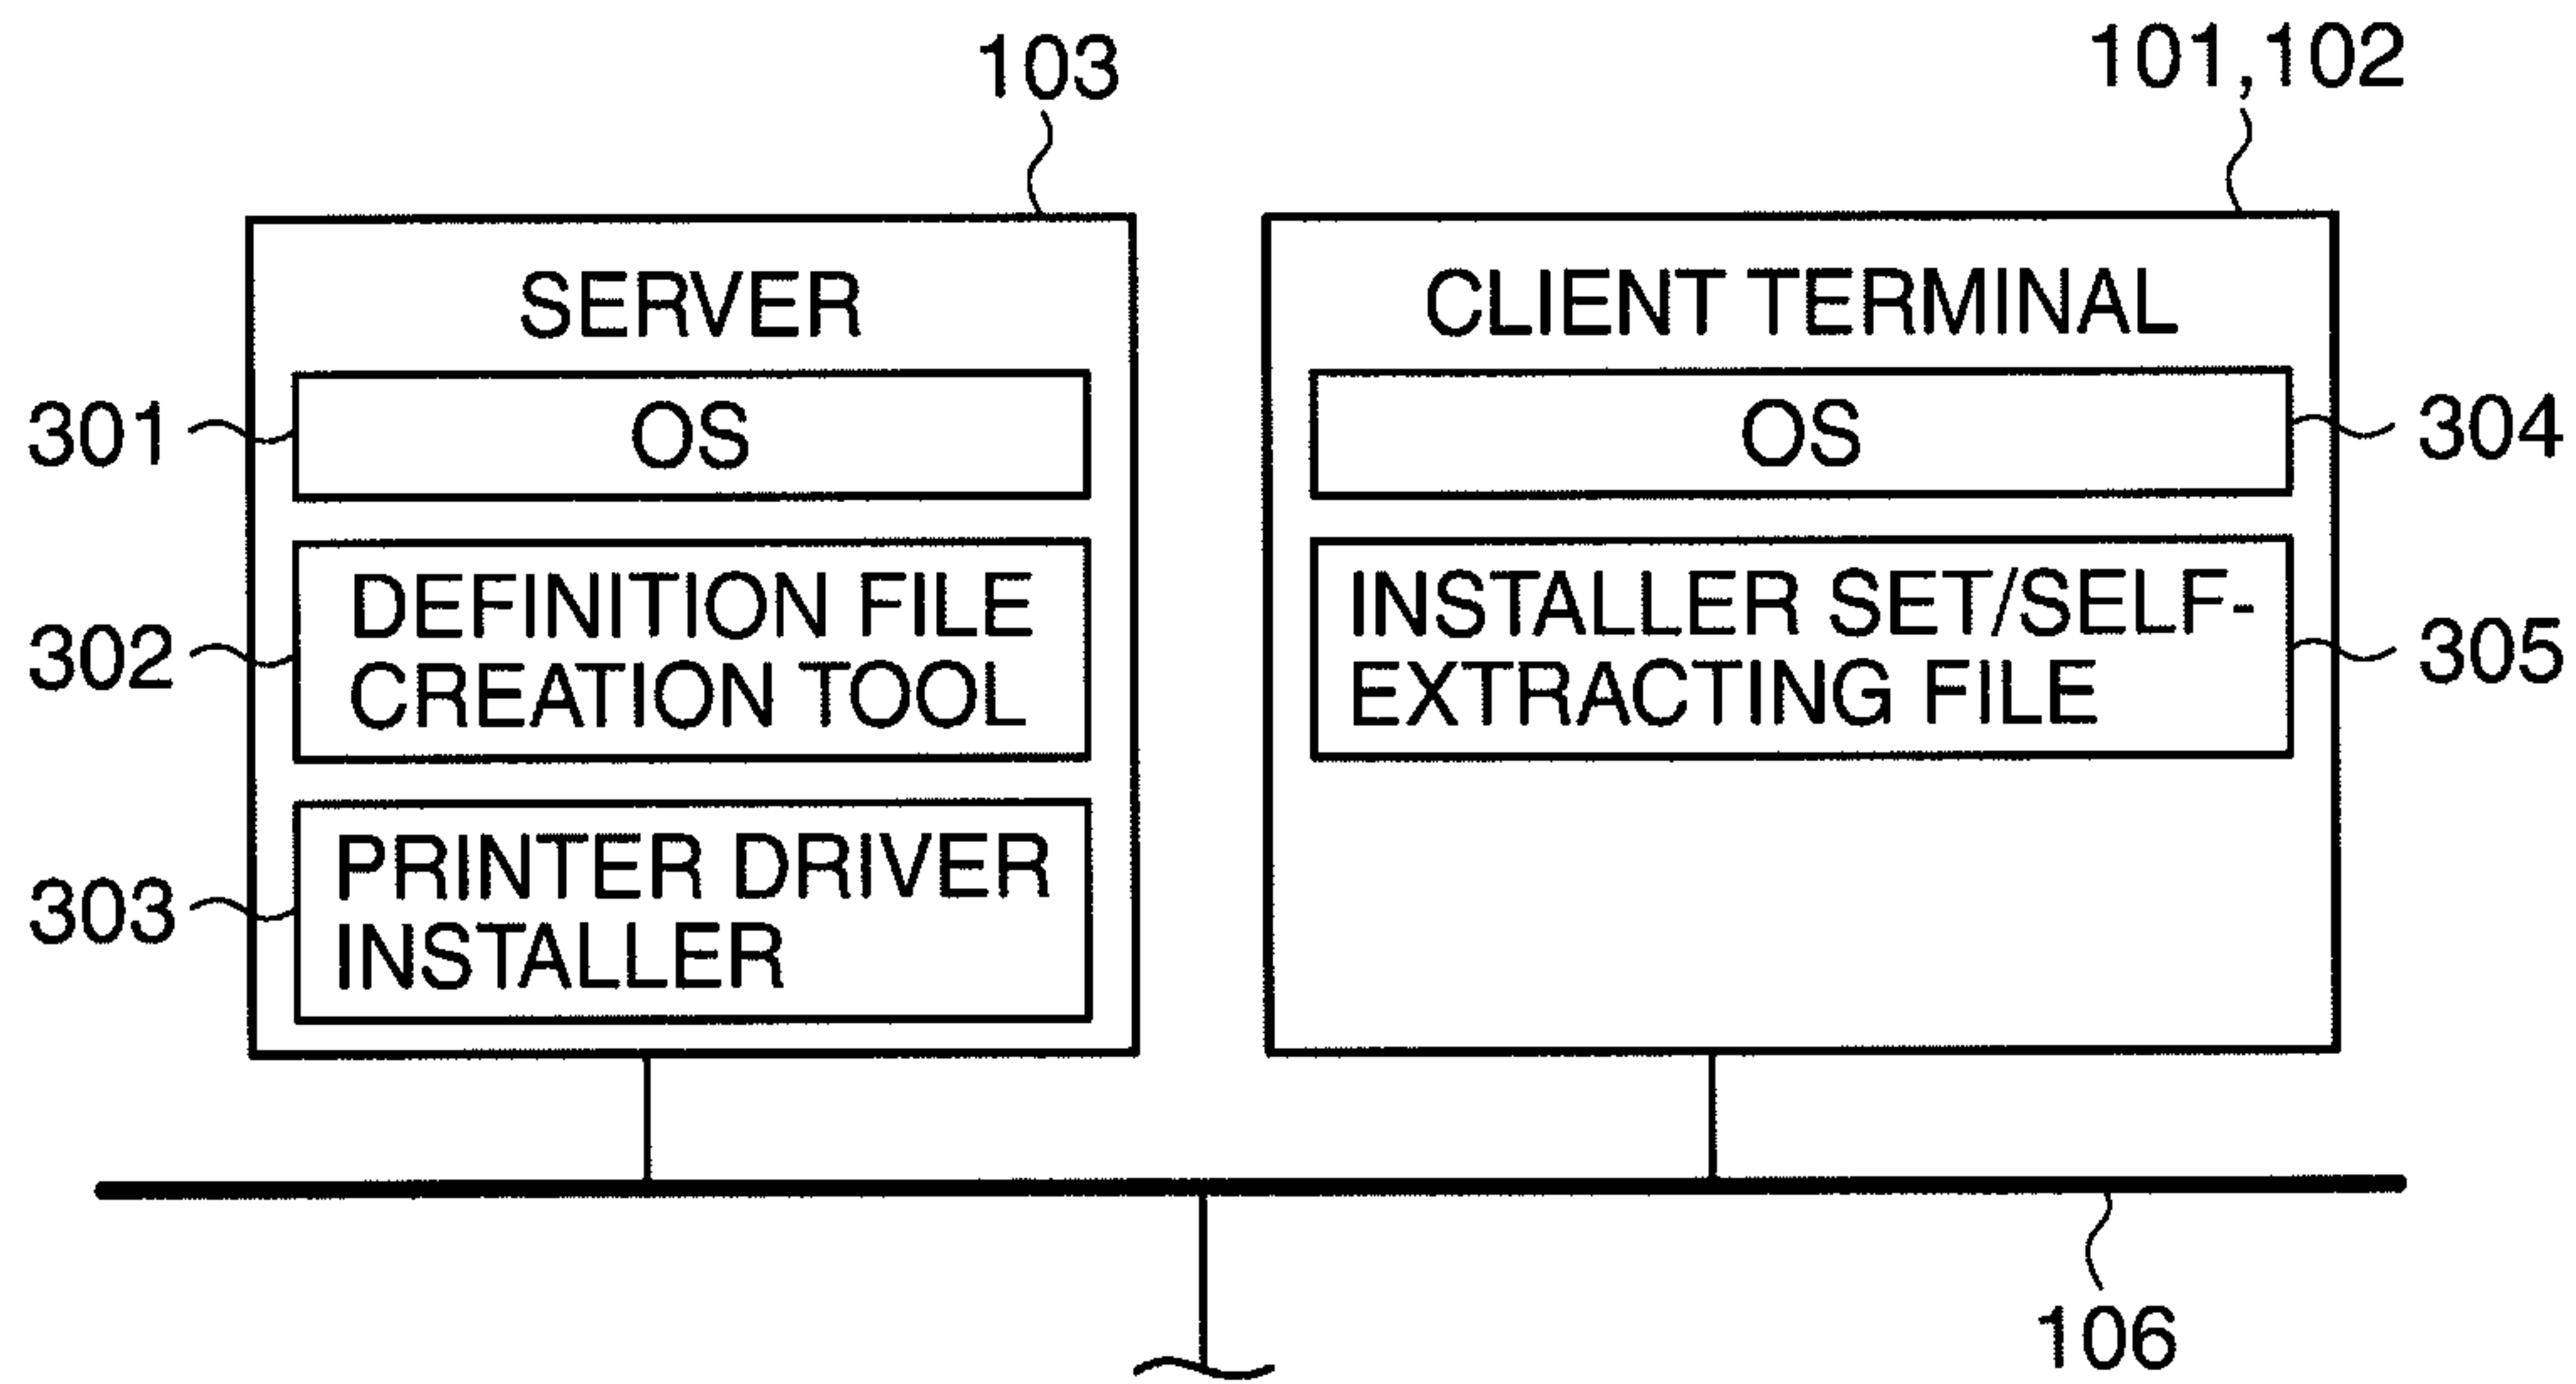 103
101,102
SERVER
CLIENT TERMINAL
301
OS
OS
304
302
DEFINITION FILE
CREATION TOOL
INSTALLER SET/SELF-
EXTRACTING FILE
305
303
PRINTER DRIVER
INSTALLER
106